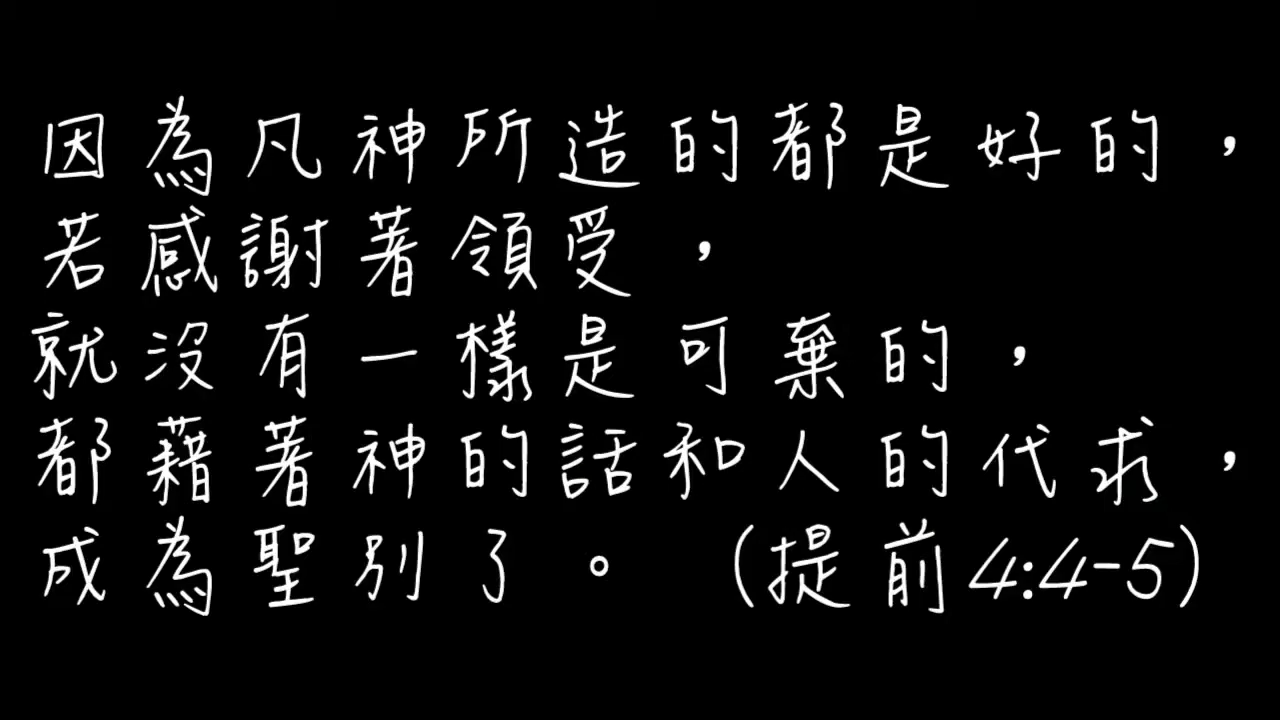 因為凡神所造的都是好的，
若感謝著領受，
就沒有一樣是可棄的，
都藉著神的話和人的代求，
成為聖別了。（提前4:4-5）